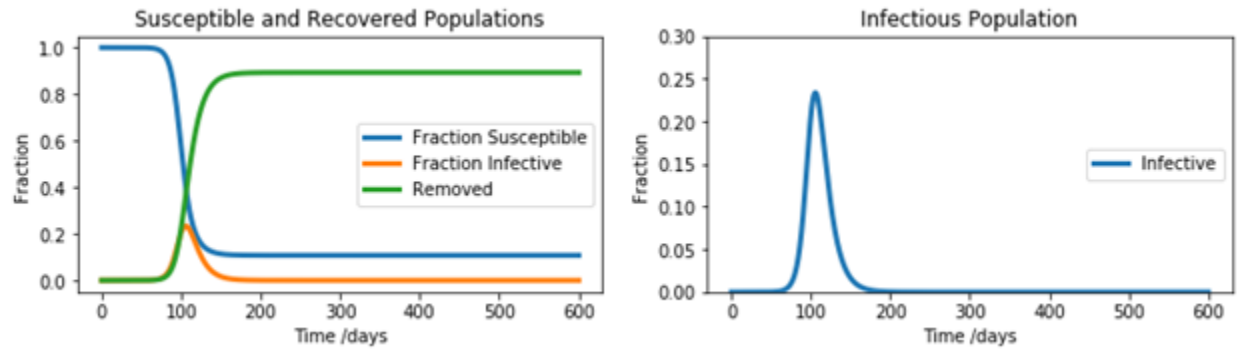 Susceptible and Recovered Populations
1.0
0.8
0.6
0.4
0.2
0.0
Fraction
Fraction Susceptible
Fraction Infective
Removed
0 100 200 300 400 500 600
Time /days
Infectious Population
0.30
0.25
0.20
0.15
0.10
0.05
0.00
Fraction
Infective
0 100 200 300 400 500 600
Time /days